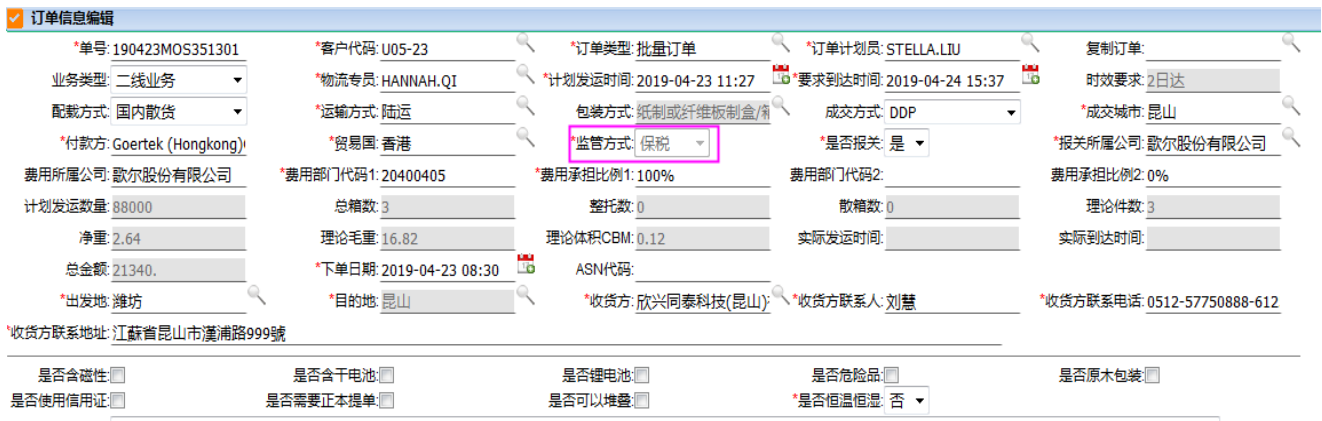 订单信息编辑
*单号: 190423MOS351301 *客户代码: U05-23 *订单类型: 批量订单 *订单计划员: STELLA.LIU 复制订单:
业务类型: 二线业务 *物流专员: HANNAH.QI *计划发运时间: 2019-04-23 11:27 *要求到达时间: 2019-04-24 15:37 时效要求: 2日达
配载方式: 国内散货 *运输方式: 陆运 包装方式: 纸制或纤维板制盒/ 成交方式: DDP *成交城市: 昆山
*付款方: Goertek (Hongkong) *贸易国: 香港 *监管方式: 保税 *是否报关: 是 *报关所属公司: 歌尔股份有限公司
费用所属公司: 歌尔股份有限公司 *费用部门代码1: 20400405 *费用承担比例1: 100% 费用部门代码2: 费用承担比例2: 0%
计划发运数量: 88000 总箱数: 3 整托数: 0 散箱数: 0 理论件数: 3
净重: 2.64 理论毛重: 16.82 理论体积CBM: 0.12 实际发运时间: 实际到达时间:
总金额: 21340. *下单日期: 2019-04-23 08:30 ASN代码:
*出发地: 潍坊 *目的地: 昆山 *收货方: 欣兴同泰科技(昆山) *收货方联系人: 刘慧 *收货方联系电话: 0512-57750888-612
*收货方联系地址: 江蘇省昆山市漢浦路999號
是否含磁性: 是否含干电池: 是否锂电池: 是否危险品: 是否原木包装:
是否使用信用证: 是否需要正本提单: 是否可以堆叠: *是否恒温恒湿: 否